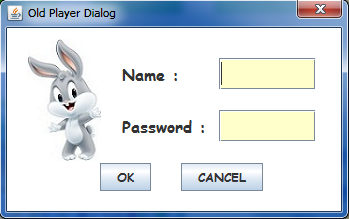 Old Player Dialog
Name :
Password :
OK CANCEL